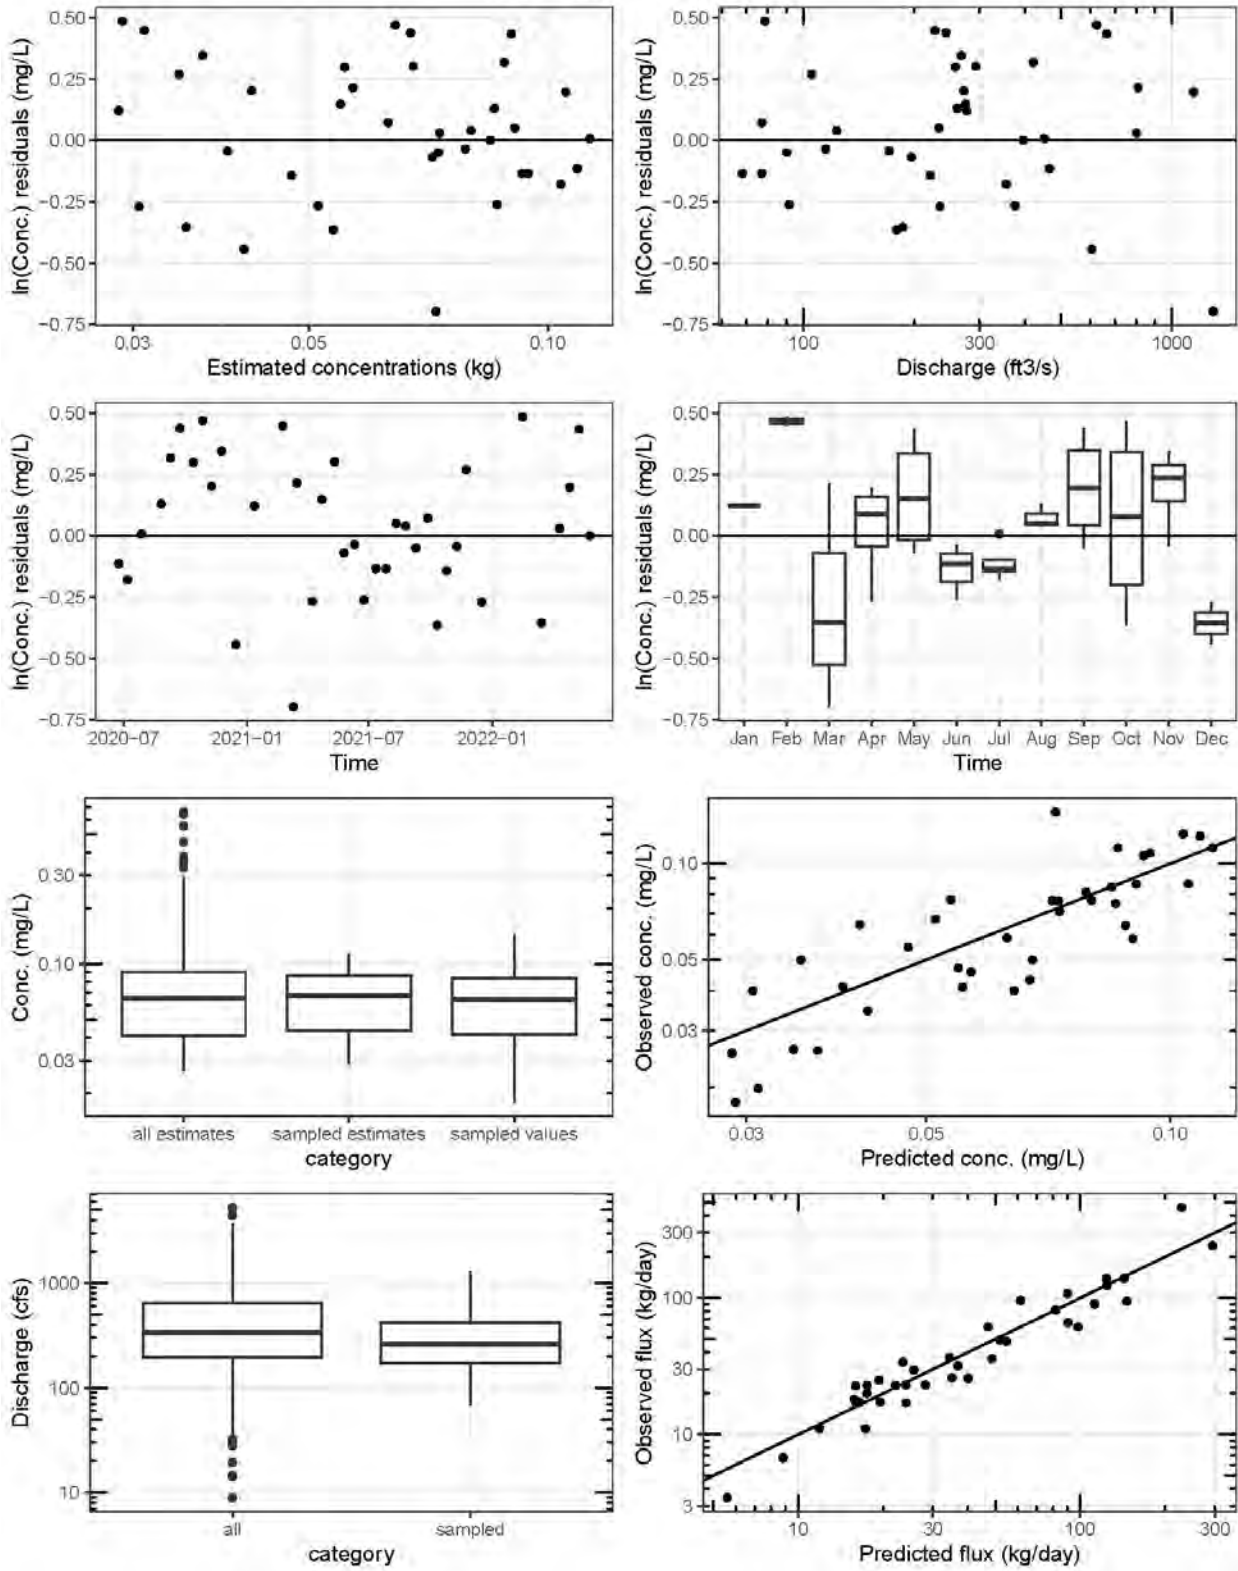 0.50
0.25
0.00
−0.25
−0.50
−0.75
ln(Conc.) residuals (mg/L)
0.03
0.05
0.10
Estimated concentrations (kg)
0.50
0.25
0.00
−0.25
−0.50
−0.75
ln(Conc.) residuals (mg/L)
100
300
1000
Discharge (ft3/s)
0.50
0.25
0.00
−0.25
−0.50
−0.75
ln(Conc.) residuals (mg/L)
2020−07
2021−01
2021−07
2022−01
Time
0.50
0.25
0.00
−0.25
−0.50
−0.75
ln(Conc.) residuals (mg/L)
Jan Feb Mar Apr May Jun Jul Aug Sep Oct Nov Dec
Time
0.30
0.10
0.03
Conc. (mg/L)
all estimates
sampled estimates
sampled values
category
0.10
0.05
0.03
Observed conc. (mg/L)
0.03
0.05
0.10
Predicted conc. (mg/L)
1000
100
10
Discharge (cfs)
all
sampled
category
300
100
30
10
3
Observed flux (kg/day)
10
30
100
300
Predicted flux (kg/day)